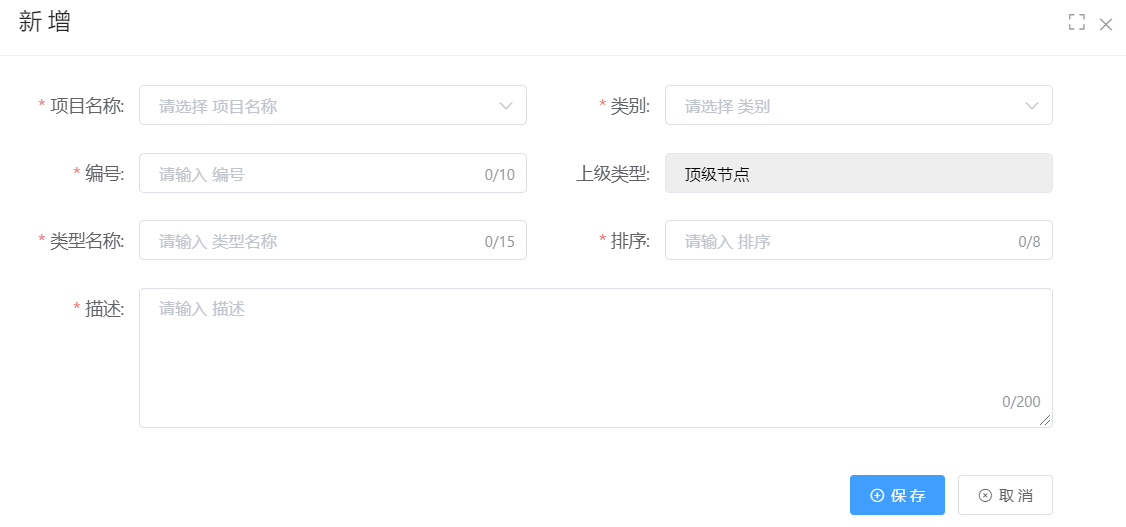 新增
* 项目名称: 请选择 项目名称 * 类别: 请选择 类别
* 编号: 请输入 编号 0/10 上级类型: 顶级节点
* 类型名称: 请输入 类型名称 0/15 * 排序: 请输入 排序 0/8
* 描述: 请输入 描述
0/200
保存 取消